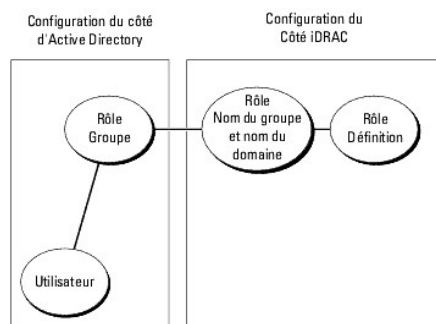 Configuration du côté
d'Active Directory
Configuration du
Côté iDRAC
Rôle
Groupe
Rôle
Nom du groupe
et nom du
domaine
Rôle
Définition
Utilisateur